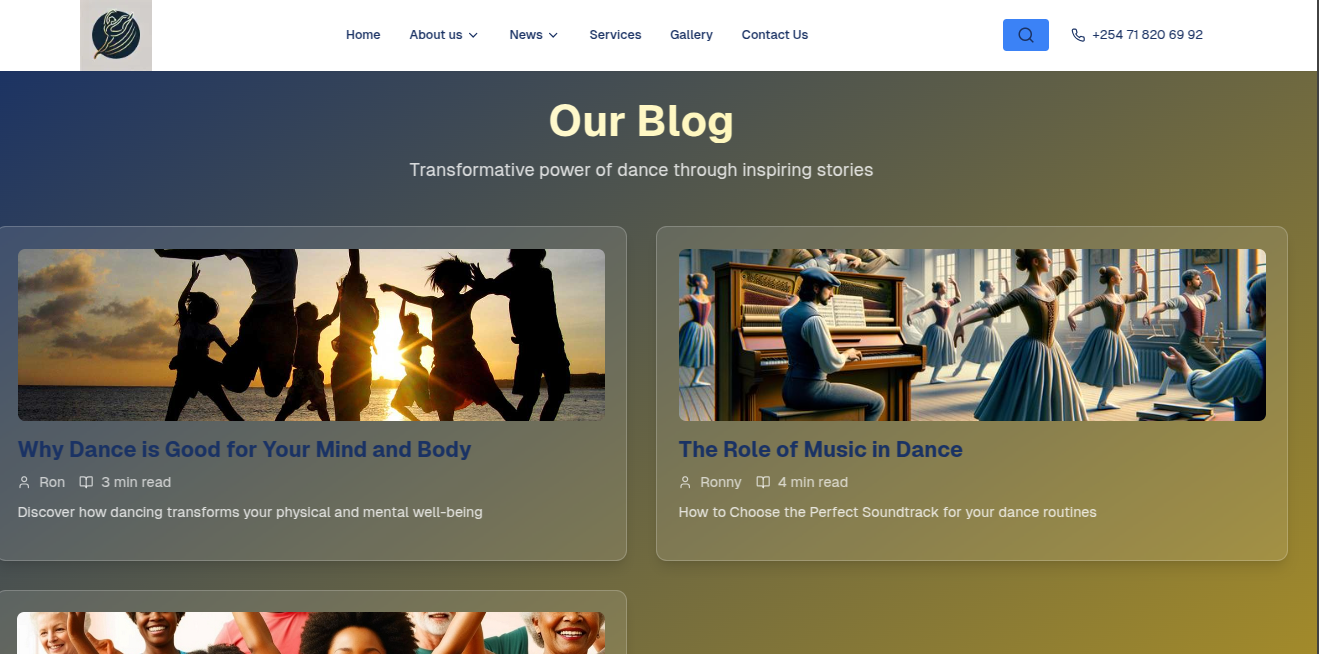 Home About us News Services Gallery Contact Us +254 71 820 69 92
Our Blog
Transformative power of dance through inspiring stories
Why Dance is Good for Your Mind and Body
Ron 3 min read
Discover how dancing transforms your physical and mental well-being
The Role of Music in Dance
Ronny 4 min read
How to Choose the Perfect Soundtrack for your dance routines